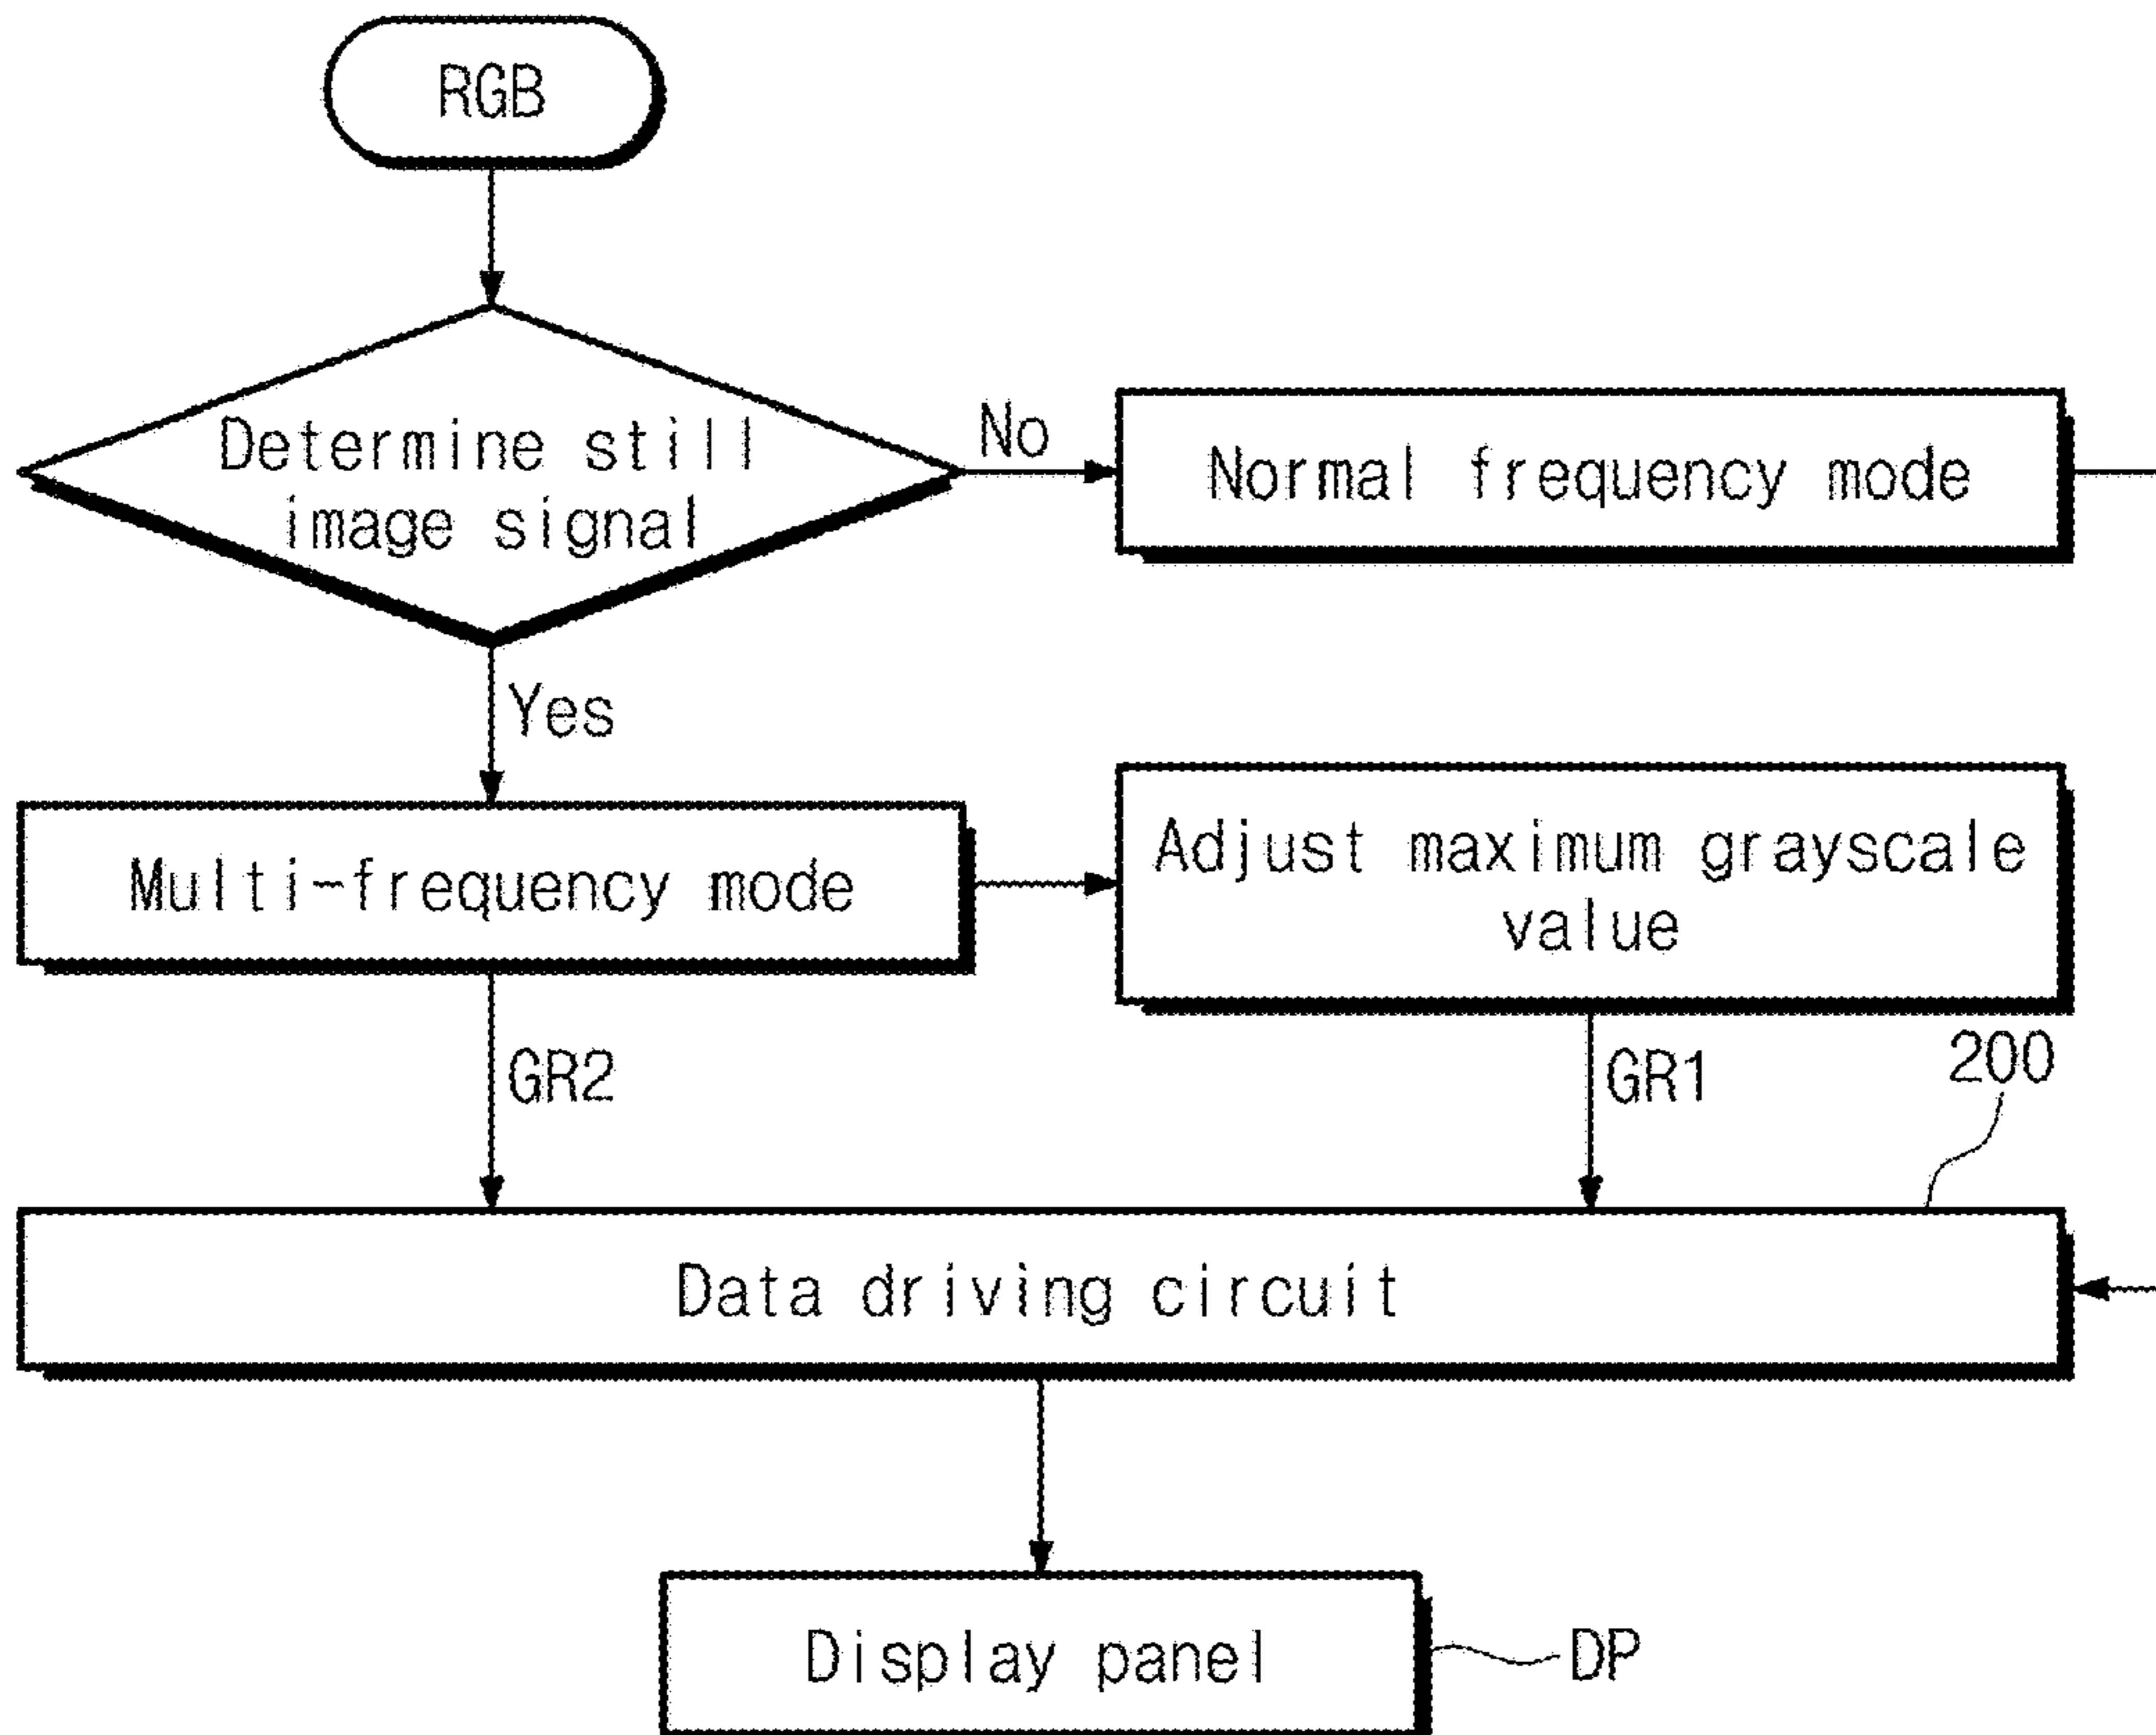 RGB
Determine still
image signal
No
Normal frequency mode
Yes
Multi-frequency mode
Adjust maximum grayscale
value
GR2
GR1
200
Data driving circuit
Display panel
DP